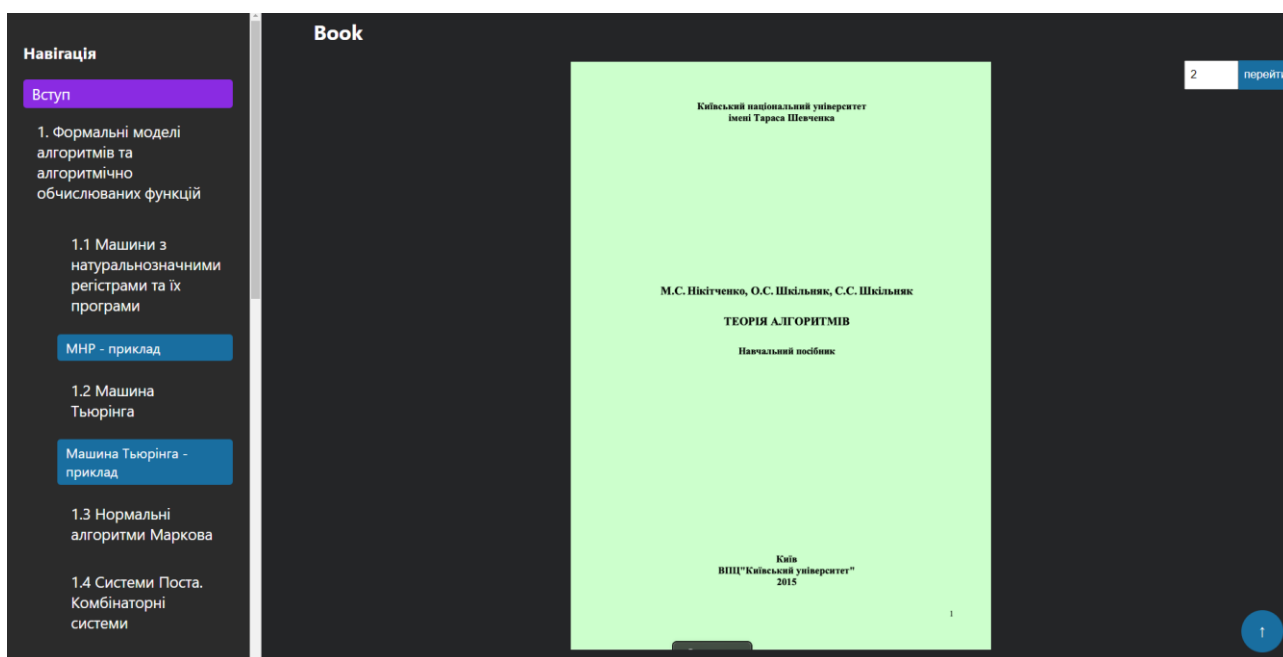 Навігація
Вступ
1. Формальні моделі
алгоритмів та
алгоритмічно
обчислюваних функцій
1.1 Машини з
натуральнозначними
регістрами та їх
програми
МНР - приклад
1.2 Машина
Тьюрінга
Машина Тьюрінга -
приклад
1.3 Нормальні
алгоритми Маркова
1.4 Системи Поста.
Комбінаторні
системи
Book
2
перейти
Київський національний університет
імені Тараса Шевченка
М.С. Нікітченко, О.С. Шкільняк, С.С. Шкільняк
ТЕОРІЯ АЛГОРИТМІВ
Навчальний посібник
Київ
ВПЦ"Київський університет"
2015
1
↑